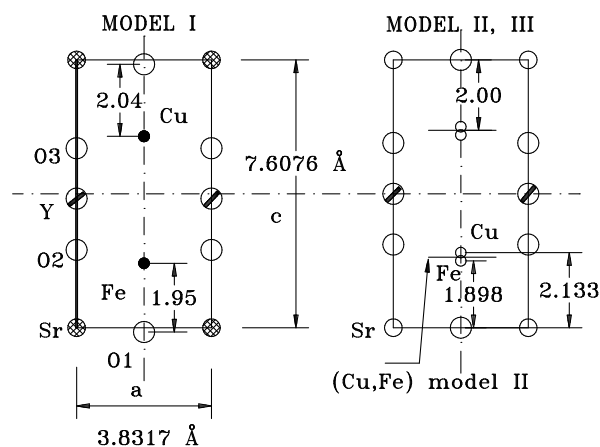 MODEL I
MODEL II, III
2.04
2.00
Cu
O3
7.6076 Å
Y
c
Cu
O2
Fe
Fe
1.95
1.898
2.133
Sr
Sr
O1
a
(Cu,Fe) model II
3.8317 Å